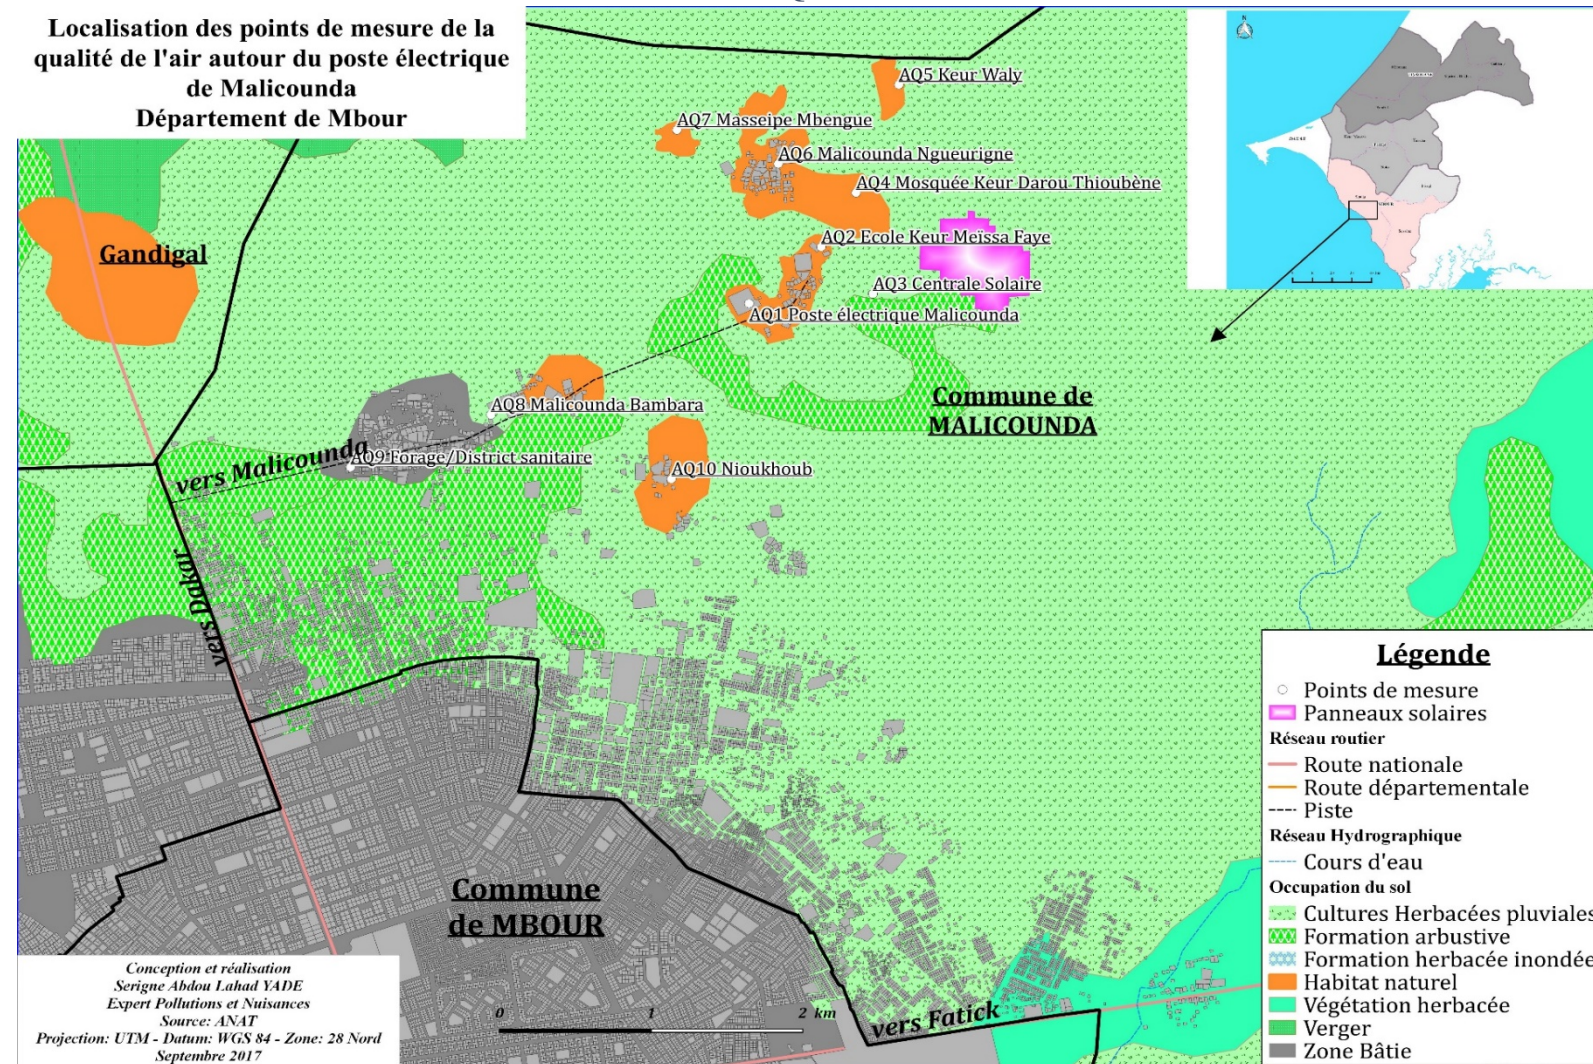 Localisation des points de mesure de la
qualité de l'air autour du poste électrique
de Malicounda
Département de Mbour
N
AQ5 Keur Waly
AQ7 Masseipe Mbengue
AQ6 Malicounda Ngueurigne
AQ4 Mosquée Keur Darou Thioubène
AQ2 Ecole Keur Meïssa Faye
Gandigal
AQ3 Centrale Solaire
AQ1 Poste électrique Malicounda
Commune de
MALICOUNDA
AQ8 Malicounda Bambara
vers Malicounda
AQ9 Forage/District sanitaire
AQ10 Nioukhoub
vers Dakar
Commune
de MBOUR
vers Fatick
0 1 2 km
Légende
Points de mesure
Panneaux solaires
Réseau routier
Route nationale
Route départementale
Piste
Réseau Hydrographique
Cours d'eau
Occupation du sol
Cultures Herbacées pluviales
Formation arbustive
Formation herbacée inondée
Habitat naturel
Végétation herbacée
Verger
Zone Bâtie
Conception et réalisation
Serigne Abdou Lahad YADE
Expert Pollutions et Nuisances
Source: ANAT
Projection: UTM - Datum: WGS 84 - Zone: 28 Nord
Septembre 2017